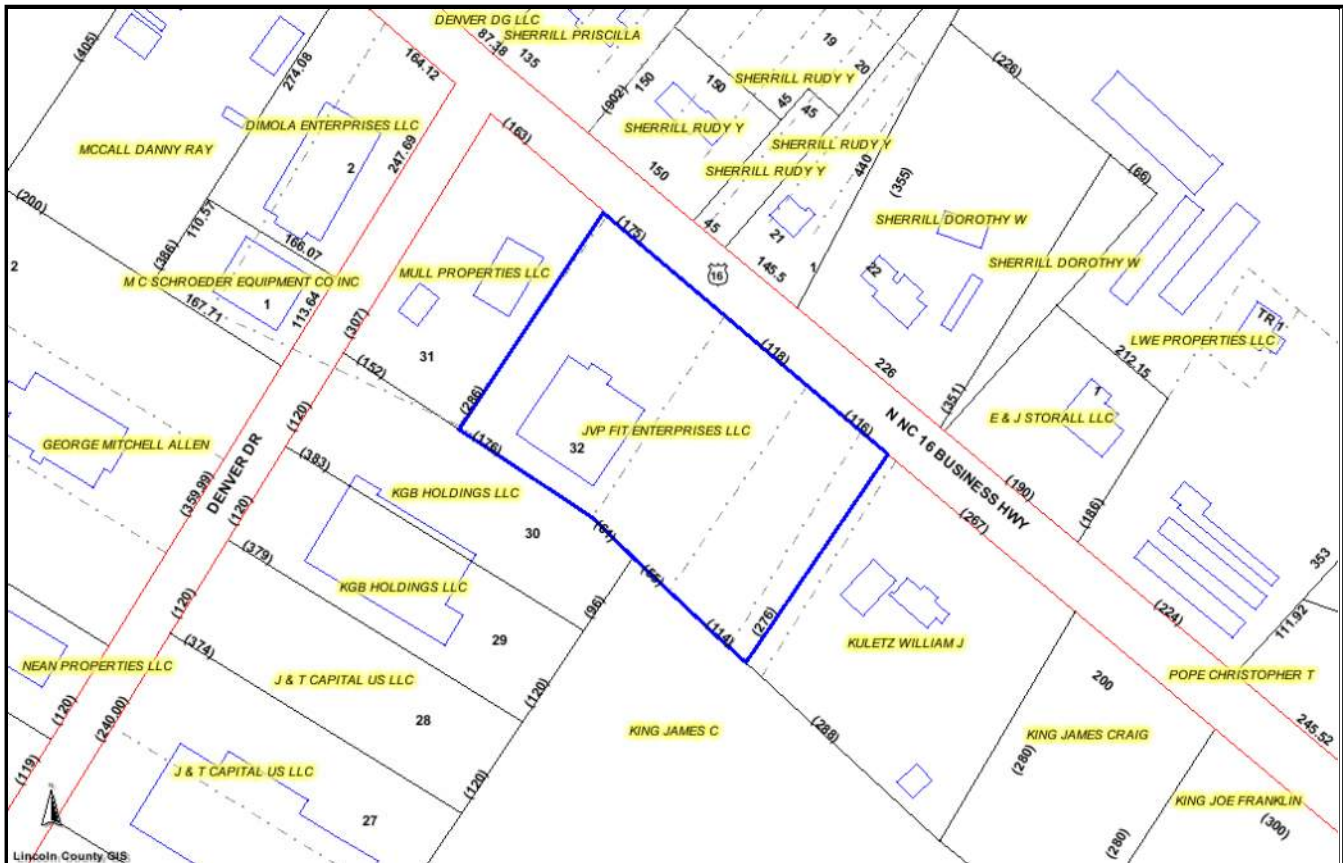 DENVER DG LLC
SHERRILL PRISCILLA
(405)
164.12
87.38
135
19
20
274.08
(902)
150
150
SHERRILL RUDY Y
(226)
45
45
DIMOLA ENTERPRISES LLC
(163)
SHERRILL RUDY Y
MCCALL DANNY RAY
247.69
SHERRILL RUDY Y
2
SHERRILL RUDY Y
440
(66)
150
(355)
(200)
110.57
SHERRILL DOROTHY W
(175)
45
21
166.07
(386)
SHERRILL DOROTHY W
2
MULL PROPERTIES LLC
16
145.5
1
22
M C SCHROEDER EQUIPMENT CO INC
1
113.64
167.71
TR 1
(307)
LWE PROPERTIES LLC
31
(118)
212.15
(152)
226
1
(286)
(351)
(120)
(116)
E & J STORALL LLC
JVP FIT ENTERPRISES LLC
N NC 16 BUSINESS HWY
GEORGE MITCHELL ALLEN
(176)
32
DENVER DR
(383)
(190)
KGB HOLDINGS LLC
(359.99)
(120)
30
(61)
(267)
(186)
(379)
(55)
353
KGB HOLDINGS LLC
(120)
(96)
(224)
111.92
(114)
(276)
29
(374)
KULETZ WILLIAM J
NEAN PROPERTIES LLC
J & T CAPITAL US LLC
200
POPE CHRISTOPHER T
(120)
(240.00)
28
(120)
KING JAMES C
(288)
KING JAMES CRAIG
245.52
(119)
J & T CAPITAL US LLC
(280)
(120)
KING JOE FRANKLIN
27
(300)
(280)
Lincoln County GIS